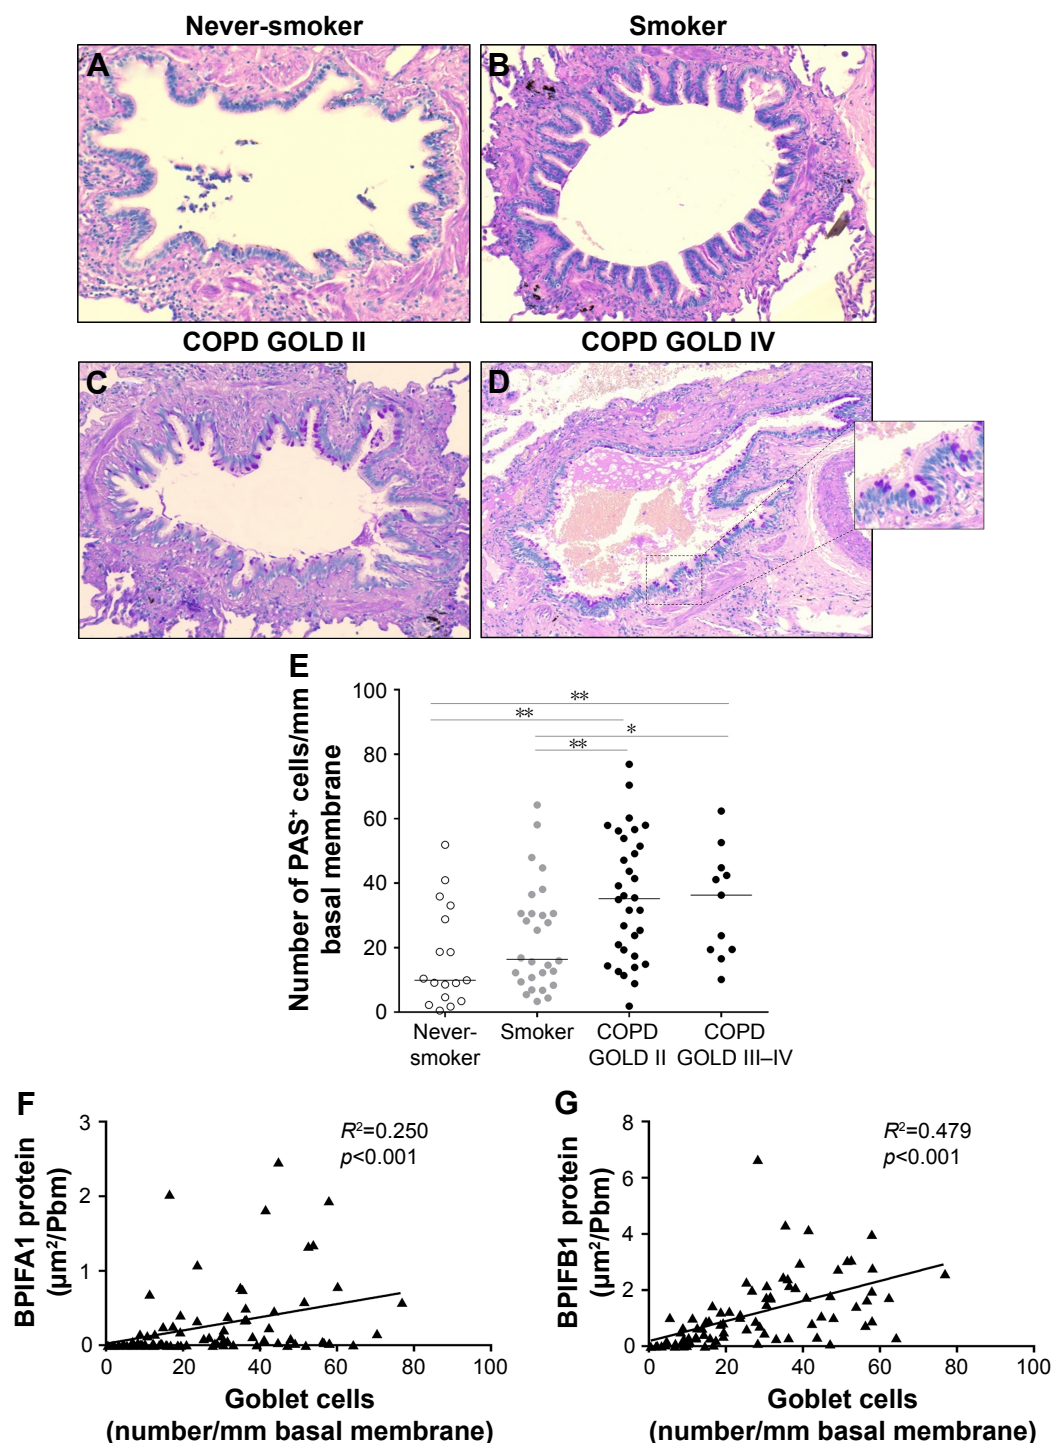 Never-smoker
Smoker
A
B
COPD GOLD II
COPD GOLD IV
C
D
E
Number of PAS⁺ cells/mm
basal membrane
100
80
60
40
20
0
**
**
*
**
Never-
smoker
Smoker
COPD
GOLD II
COPD
GOLD III–IV
F
BPIFA1 protein
(µm²/Pbm)
3
2
1
0
R²=0.250
p<0.001
0
20
40
60
80
100
Goblet cells
(number/mm basal membrane)
G
BPIFB1 protein
(µm²/Pbm)
8
6
4
2
0
R²=0.479
p<0.001
0
20
40
60
80
100
Goblet cells
(number/mm basal membrane)